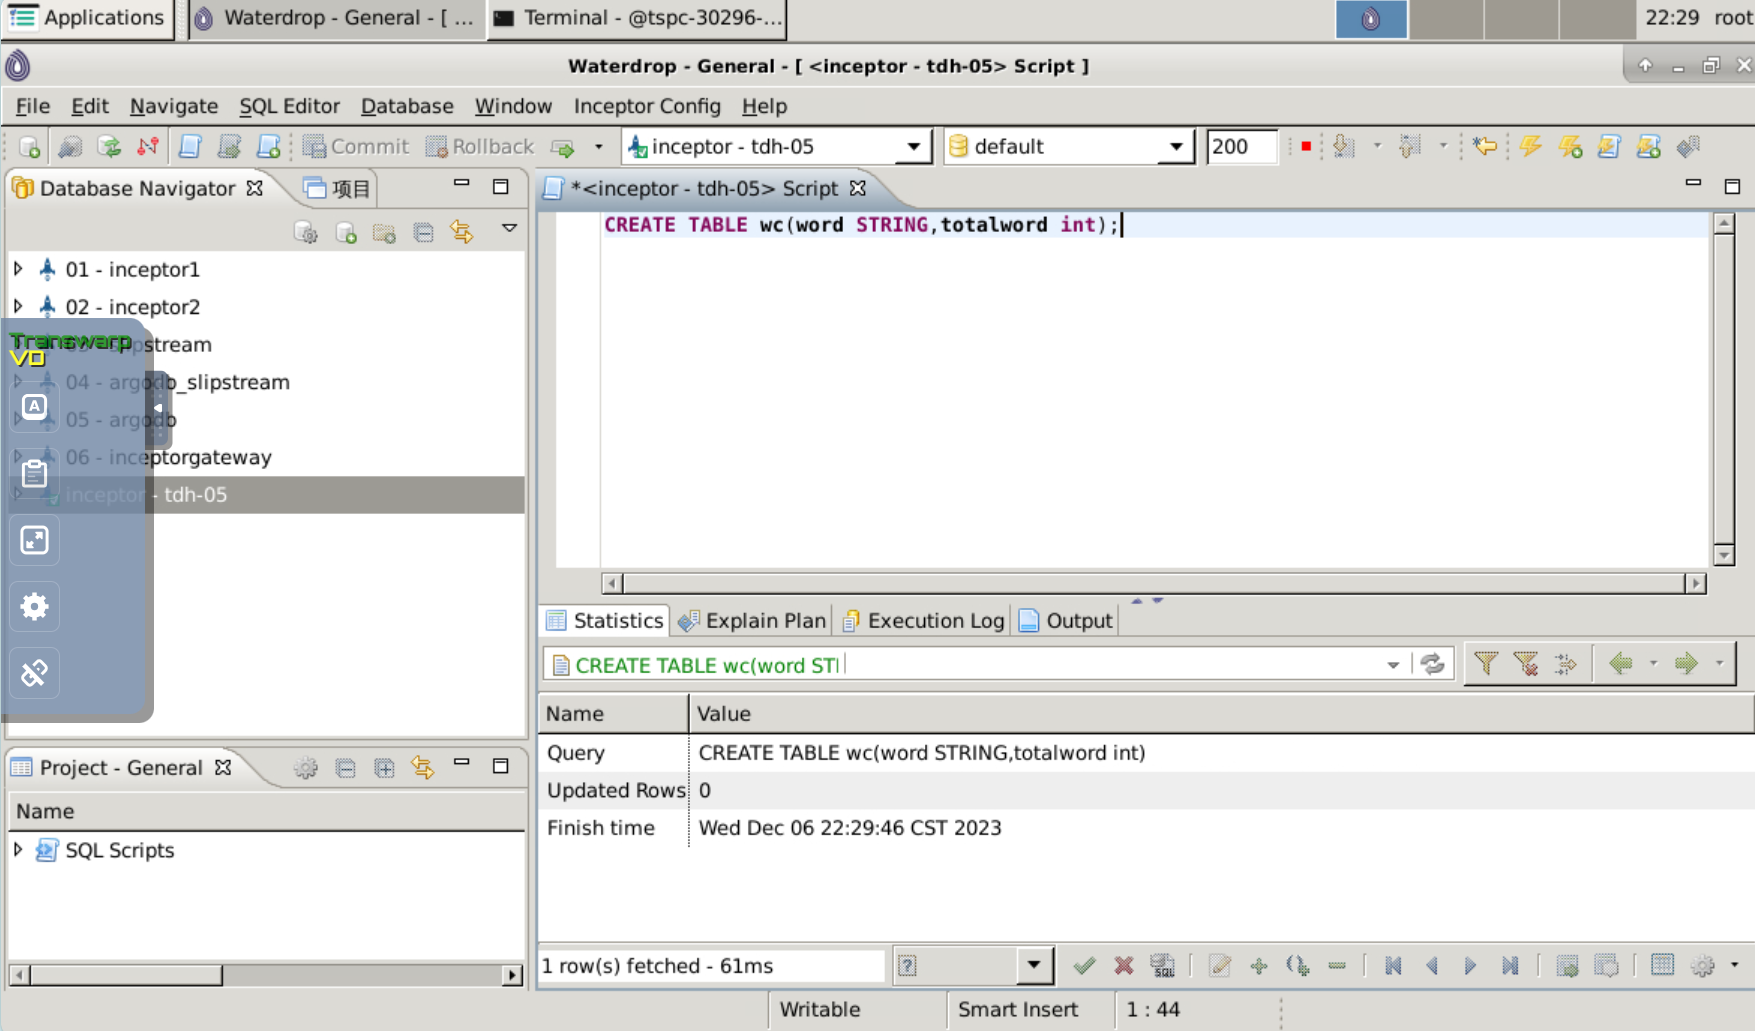 Applications
Waterdrop - General - [ ...
Terminal - @tspc-30296-...
22:29 root
Waterdrop - General - [ <inceptor - tdh-05> Script ]
File Edit Navigate SQL Editor Database Window Inceptor Config Help
Commit Rollback inceptor - tdh-05 default 200
Database Navigator 项目
*<inceptor - tdh-05> Script
CREATE TABLE wc(word STRING,totalword int);
01 - inceptor1
02 - inceptor2
Transwarp
VD
03 - slipstream
04 - argodb_slipstream
A
05 - argodb
06 - inceptorgateway
inceptor - tdh-05
Statistics Explain Plan Execution Log Output
CREATE TABLE wc(word STI
Name Value
Query CREATE TABLE wc(word STRING,totalword int)
Updated Rows 0
Finish time Wed Dec 06 22:29:46 CST 2023
Project - General
Name
SQL Scripts
1 row(s) fetched - 61ms
? SQL
Writable Smart Insert 1 : 44